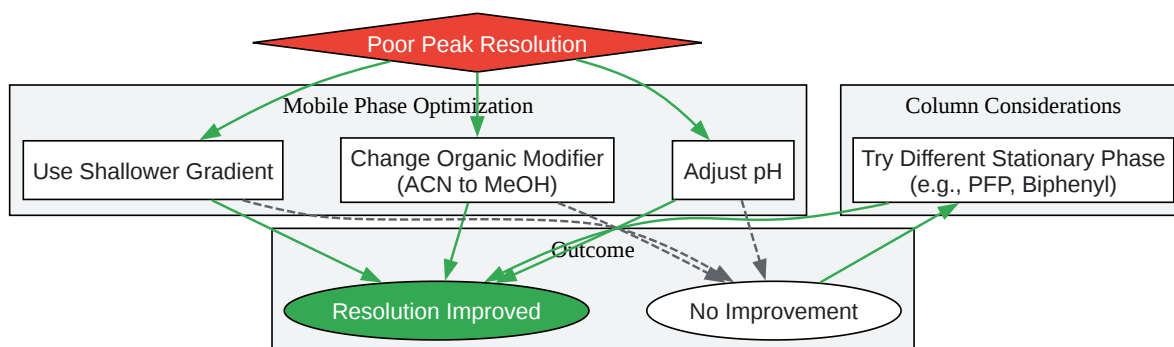 Poor Peak Resolution
Mobile Phase Optimization
Column Considerations
Use Shallower Gradient
Change Organic Modifier
(ACN to MeOH)
Adjust pH
Try Different Stationary Phase
(e.g., PFP, Biphenyl)
Outcome
Resolution Improved
No Improvement